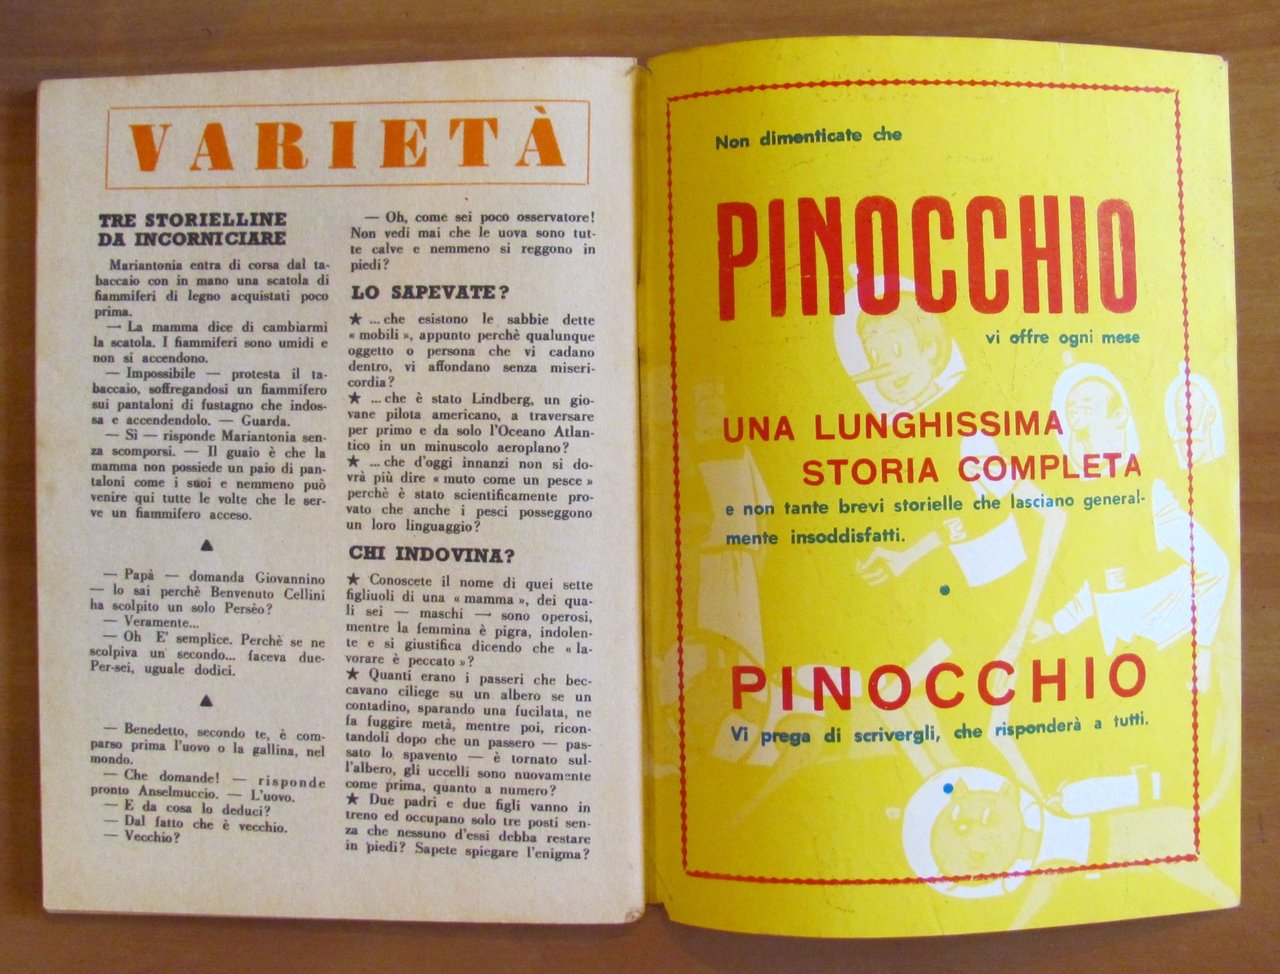 VARIETÀ
TRE STORIELLINE
DA INCORNICIARE
Mariantonia entra di corsa dal ta-
baccaio con in mano una scatola di
fiammiferi di legno acquistati poco
prima.
— La mamma dice di cambiarmi
la scatola. I fiammiferi sono umidi e
non si accendono.
— Impossibile — protesta il ta-
baccaio, soffregandosi un fiammifero
sui pantaloni di fustagno che indos-
sa e accendendolo. — Guarda.
— Sì — risponde Mariantonia sen-
za scomporsi. — Il guaio è che la
mamma non possiede un paio di pan-
taloni come i suoi e nemmeno può
venire qui tutte le volte che le ser-
ve un fiammifero acceso.
▲
— Papà — domanda Giovannino
— lo sai perchè Benvenuto Cellini
ha scolpito un solo Persèo?
— Veramente...
— Oh E' semplice. Perchè se ne
scolpiva un secondo... faceva due-
Per-sei, uguale dodici.
▲
— Benedetto, secondo te, è com-
parso prima l'uovo o la gallina, nel
mondo.
— Che domande! — risponde
pronto Anselmuccio. — L'uovo.
— E da cosa lo deduci?
— Dal fatto che è vecchio.
— Vecchio?
— Oh, come sei poco osservatore!
Non vedi mai che le uova sono tut-
te calve e nemmeno si reggono in
piedi?
LO SAPEVATE?
★ ...che esistono le sabbie dette
« mobili », appunto perchè qualunque
oggetto o persona che vi cadano
dentro, vi affondano senza miseri-
cordia?
★ ...che è stato Lindberg, un gio-
vane pilota americano, a traversare
per primo e da solo l'Oceano Atlan-
tico in un minuscolo aeroplano?
★ ...che d'oggi innanzi non si do-
vrà più dire « muto come un pesce »
perchè è stato scientificamente pro-
vato che anche i pesci posseggono
un loro linguaggio?
CHI INDOVINA?
★ Conoscete il nome di quei sette
figliuoli di una « mamma », dei qua-
li sei — maschi — sono operosi,
mentre la femmina è pigra, indolen-
te e si giustifica dicendo che « la-
vorare è peccato »?
★ Quanti erano i passeri che bec-
cavano ciliege su un albero se un
contadino, sparando una fucilata, ne
fa fuggire metà, mentre poi, ricon-
tandoli dopo che un passero — pas-
sato lo spavento — è tornato sul-
l'albero, gli uccelli sono nuovamente
come prima, quanto a numero?
★ Due padri e due figli vanno in
treno ed occupano solo tre posti sen-
za che nessuno d'essi debba restare
in piedi? Sapete spiegare l'enigma?
Non dimenticate che
PINOCCHIO
vi offre ogni mese
UNA LUNGHISSIMA
STORIA COMPLETA
e non tante brevi storielle che lasciano general-
mente insoddisfatti.
PINOCCHIO
Vi prega di scrivergli, che risponderà a tutti.